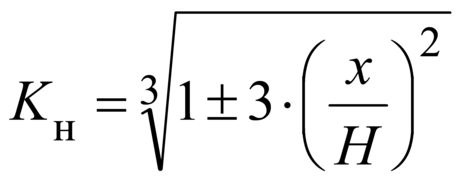 K_н = ∛(1 ± 3 · (x/H)²)